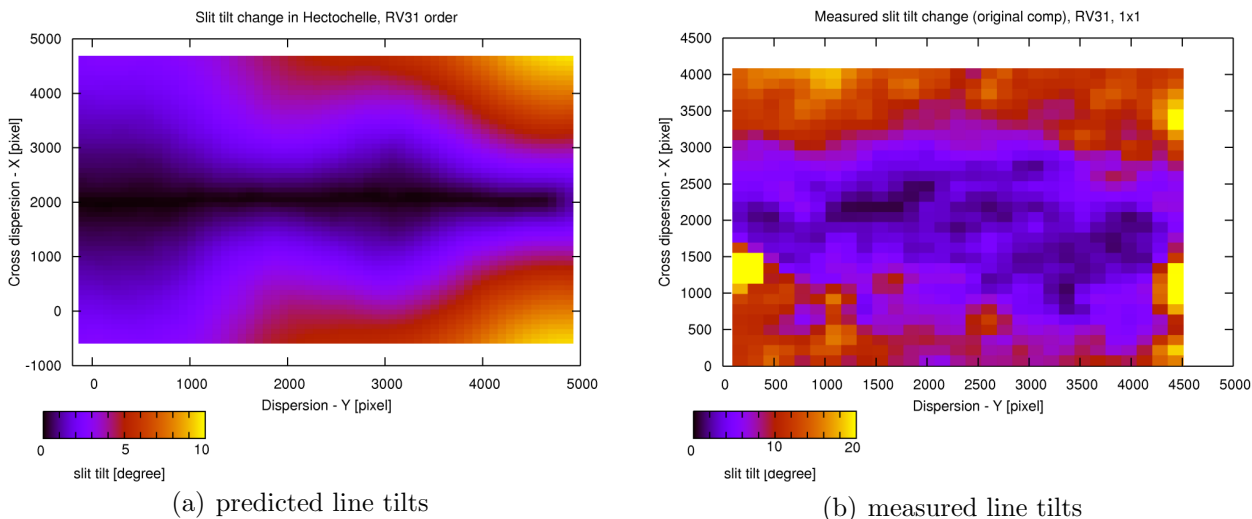 Slit tilt change in Hectochelle, RV31 order
5000
4000
3000
2000
1000
0
-1000
Cross dispersion - X [pixel]
0 1000 2000 3000 4000 5000
Dispersion - Y [pixel]
0 5 10
slit tilt [degree]
(a) predicted line tilts
Measured slit tilt change (original comp), RV31, 1x1
4500
4000
3500
3000
2500
2000
1500
1000
500
0
Cross dipsersion - X [pixel]
0 500 1000 1500 2000 2500 3000 3500 4000 4500 5000
Dispersion - Y [pixel]
0 10 20
slit tilt [degree]
(b) measured line tilts